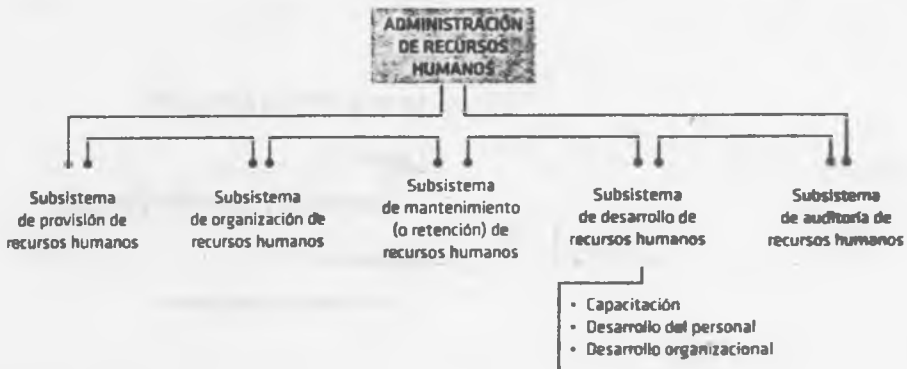 ADMINISTRACIÓN
DE RECURSOS
HUMANOS
Subsistema
de provisión de
recursos humanos
Subsistema
de organización de
recursos humanos
Subsistema
de mantenimiento
(o retención) de
recursos humanos
Subsistema
de desarrollo de
recursos humanos
Subsistema
de auditoría de
recursos humanos
• Capacitación
• Desarrollo del personal
• Desarrollo organizacional